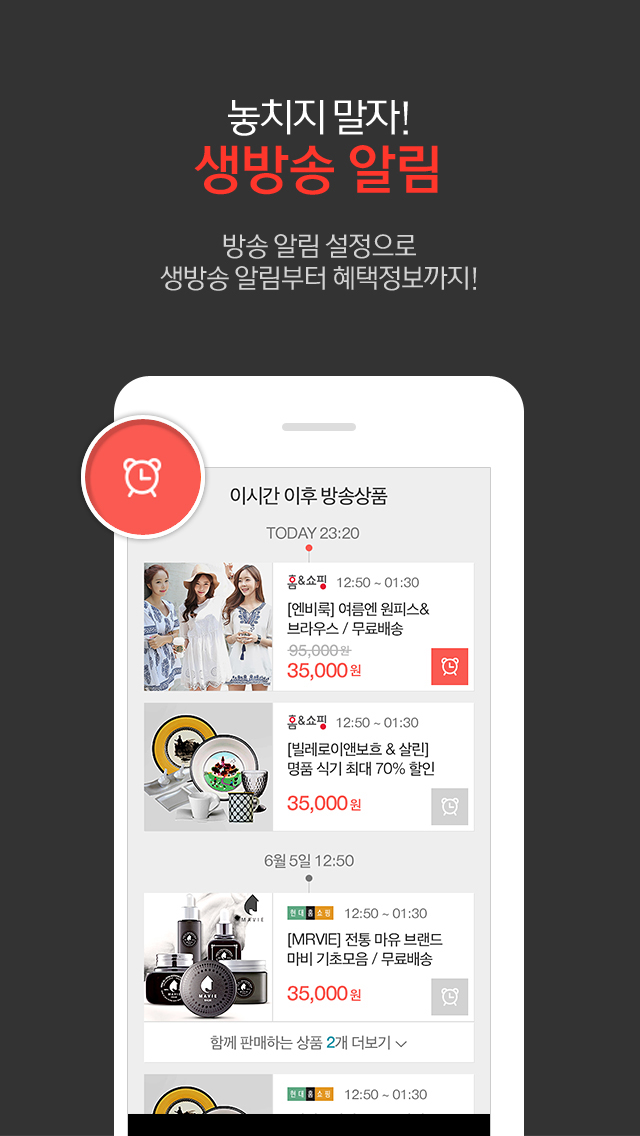 놓치지 말자!
생방송 알림
방송 알림 설정으로
생방송 알림부터 혜택정보까지!
이시간 이후 방송상품
TODAY 23:20
홈&쇼핑 12:50 ~ 01:30
[엔비룩] 여름엔 원피스&
브라우스 / 무료배송
95,000원
35,000원
홈&쇼핑 12:50 ~ 01:30
[빌레로이앤보흐 & 살린]
명품 식기 최대 70% 할인
35,000원
6월 5일 12:50
MAVIE
MAVIE
현대홈쇼핑 12:50 ~ 01:30
[MRVIE] 전통 마유 브랜드
마비 기초모음 / 무료배송
35,000원
함께 판매하는 상품 2개 더보기
현대홈쇼핑 12:50 ~ 01:30